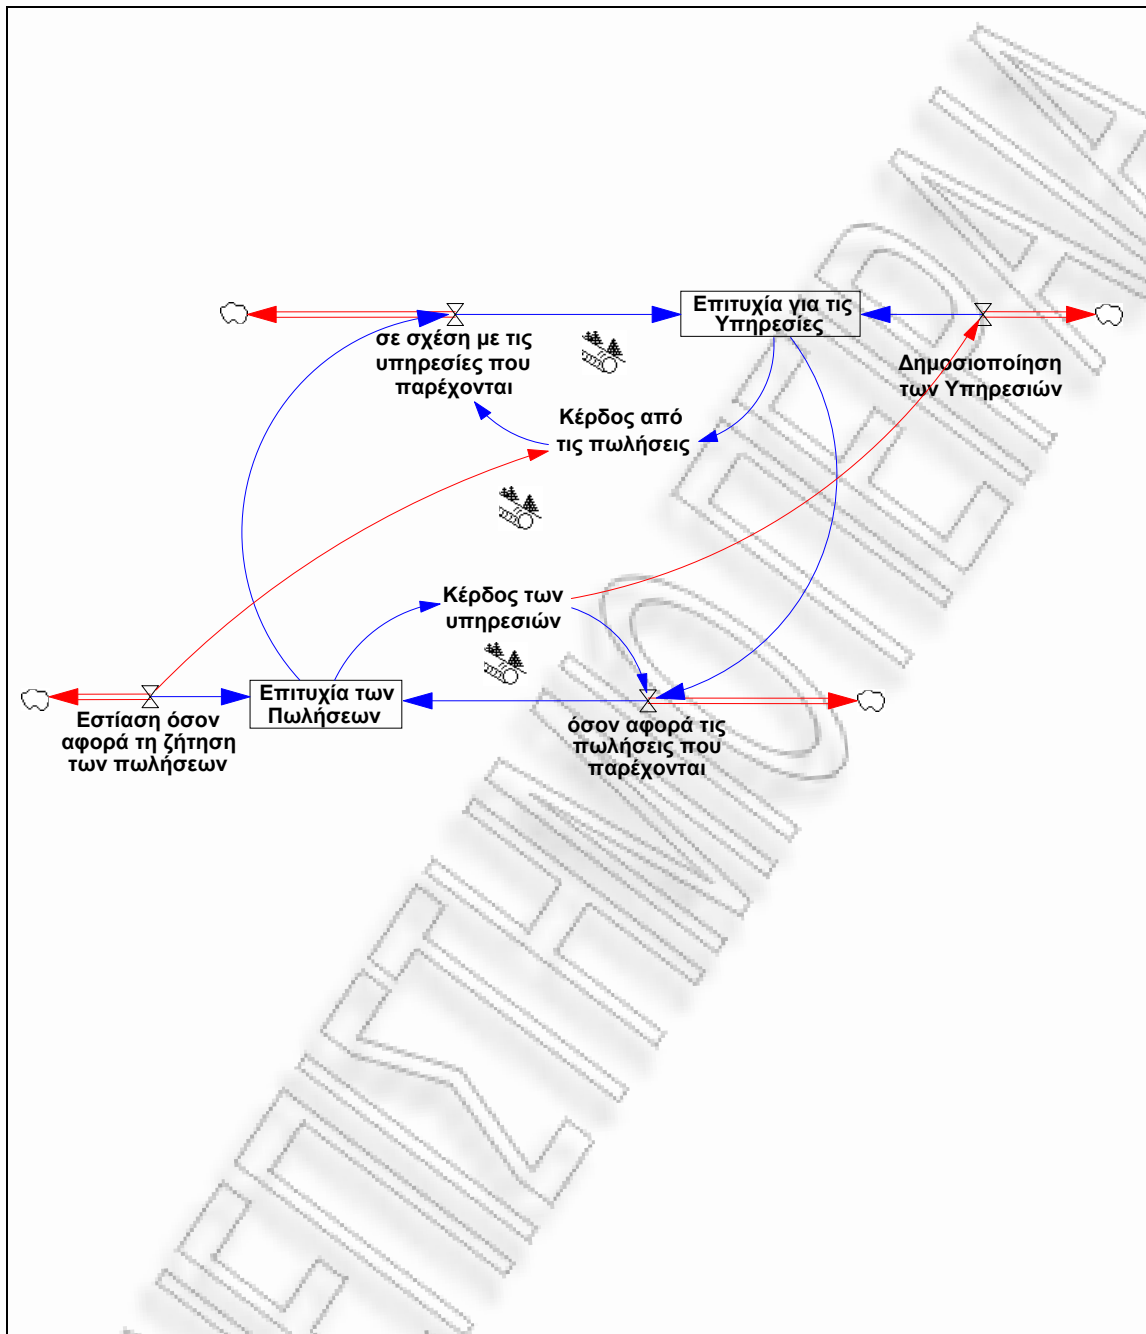 Επιτυχία για τις
Υπηρεσίες
σε σχέση με τις
υπηρεσίες που
παρέχονται
Δημοσιοποίηση
των Υπηρεσιών
Κέρδος από
τις πωλήσεις
Κέρδος των
υπηρεσιών
Επιτυχία των
Πωλήσεων
Εστίαση όσον
αφορά τη ζήτηση
των πωλήσεων
όσον αφορά τις
πωλήσεις που
παρέχονται